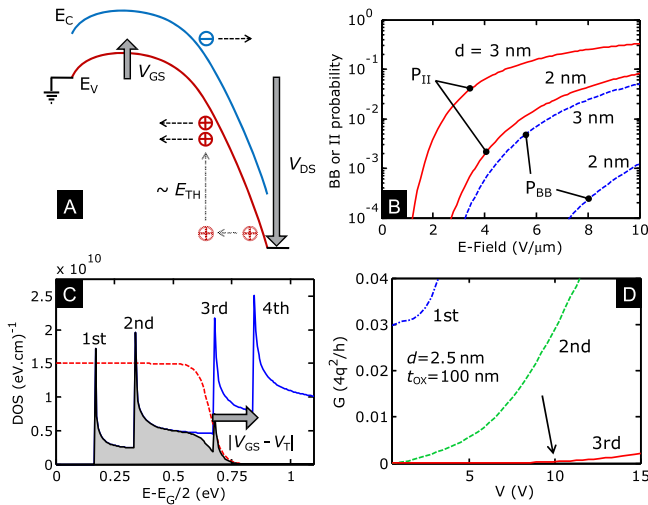 A
E_C
E_V
V_GS
V_DS
~ E_TH
B
BB or II probability
10^0
10^-1
10^-2
10^-3
10^-4
d = 3 nm
2 nm
3 nm
2 nm
P_II
P_BB
0 2 4 6 8 10
E-Field (V/μm)
C
x 10^10
DOS (eV.cm)^-1
2.5
2.0
1.5
1.0
0.5
0
1st
2nd
3rd
4th
|V_GS - V_T|
0 0.25 0.5 0.75 1
E-E_G/2 (eV)
D
G (4q^2/h)
0.04
0.03
0.02
0.01
0
1st
2nd
3rd
d=2.5 nm
t_OX=100 nm
5 10 15
V (V)